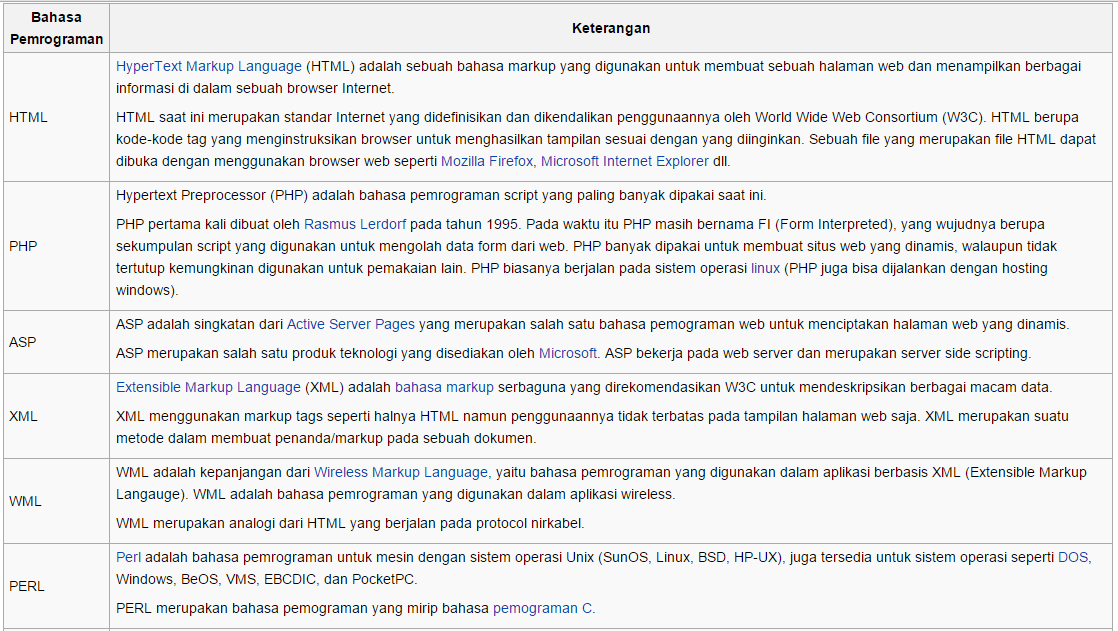 Bahasa
Pemrograman
Keterangan
HTML
HyperText Markup Language (HTML) adalah sebuah bahasa markup yang digunakan untuk membuat sebuah halaman web dan menampilkan berbagai
informasi di dalam sebuah browser Internet.
HTML saat ini merupakan standar Internet yang didefinisikan dan dikendalikan penggunaannya oleh World Wide Web Consortium (W3C). HTML berupa
kode-kode tag yang menginstruksikan browser untuk menghasilkan tampilan sesuai dengan yang diinginkan. Sebuah file yang merupakan file HTML dapat
dibuka dengan menggunakan browser web seperti Mozilla Firefox, Microsoft Internet Explorer dll.
PHP
Hypertext Preprocessor (PHP) adalah bahasa pemrograman script yang paling banyak dipakai saat ini.
PHP pertama kali dibuat oleh Rasmus Lerdorf pada tahun 1995. Pada waktu itu PHP masih bernama FI (Form Interpreted), yang wujudnya berupa
sekumpulan script yang digunakan untuk mengolah data form dari web. PHP banyak dipakai untuk membuat situs web yang dinamis, walaupun tidak
tertutup kemungkinan digunakan untuk pemakaian lain. PHP biasanya berjalan pada sistem operasi linux (PHP juga bisa dijalankan dengan hosting
windows).
ASP
ASP adalah singkatan dari Active Server Pages yang merupakan salah satu bahasa pemograman web untuk menciptakan halaman web yang dinamis.
ASP merupakan salah satu produk teknologi yang disediakan oleh Microsoft. ASP bekerja pada web server dan merupakan server side scripting.
XML
Extensible Markup Language (XML) adalah bahasa markup serbaguna yang direkomendasikan W3C untuk mendeskripsikan berbagai macam data.
XML menggunakan markup tags seperti halnya HTML namun penggunaannya tidak terbatas pada tampilan halaman web saja. XML merupakan suatu
metode dalam membuat penanda/markup pada sebuah dokumen.
WML
WML adalah kepanjangan dari Wireless Markup Language, yaitu bahasa pemrograman yang digunakan dalam aplikasi berbasis XML (Extensible Markup
Langauge). WML adalah bahasa pemrograman yang digunakan dalam aplikasi wireless.
WML merupakan analogi dari HTML yang berjalan pada protocol nirkabel.
PERL
Perl adalah bahasa pemrograman untuk mesin dengan sistem operasi Unix (SunOS, Linux, BSD, HP-UX), juga tersedia untuk sistem operasi seperti DOS,
Windows, BeOS, VMS, EBCDIC, dan PocketPC.
PERL merupakan bahasa pemograman yang mirip bahasa pemograman C.